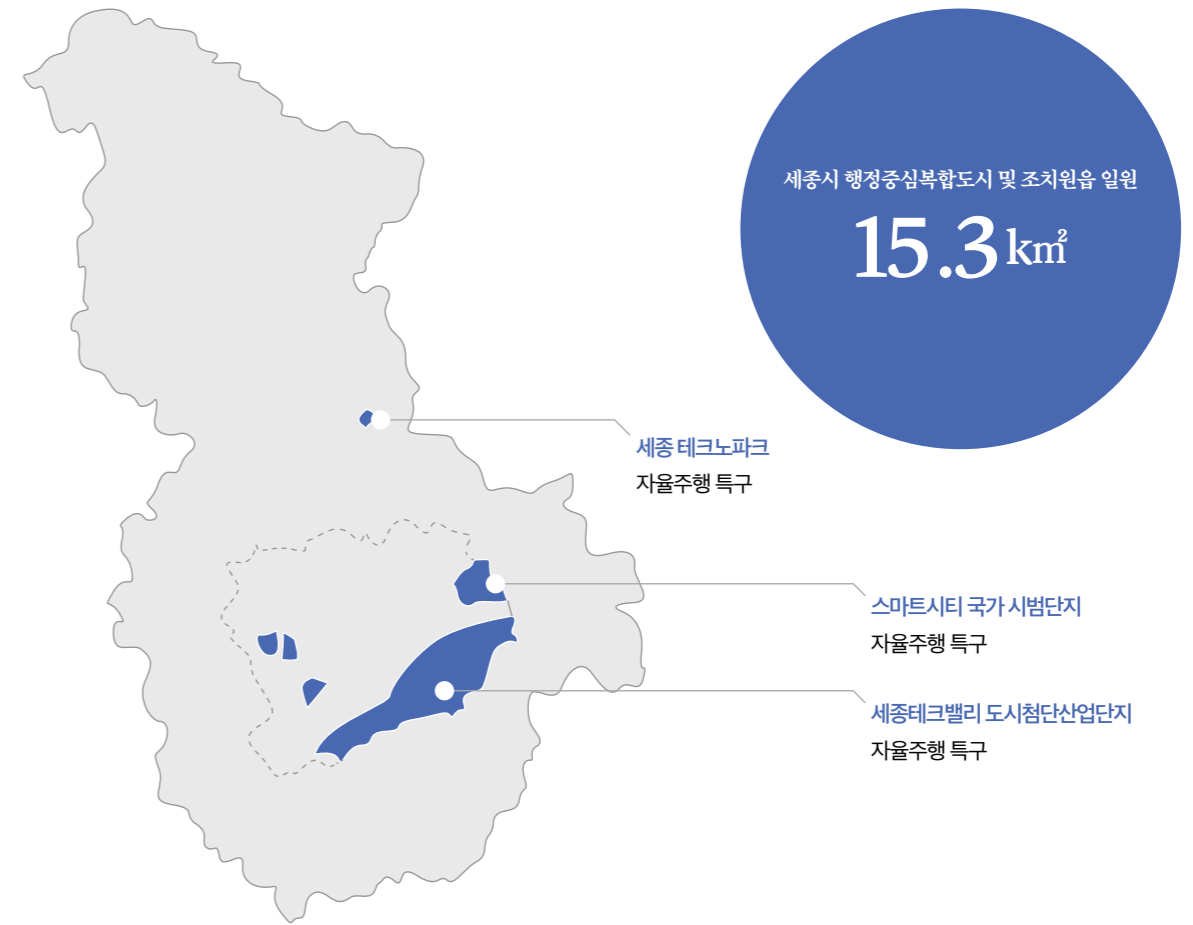 세종시 행정중심복합도시 및 조치원읍 일원
15.3㎢
세종 테크노파크
자율주행 특구
스마트시티 국가 시범단지
자율주행 특구
세종테크밸리 도시첨단산업단지
자율주행 특구